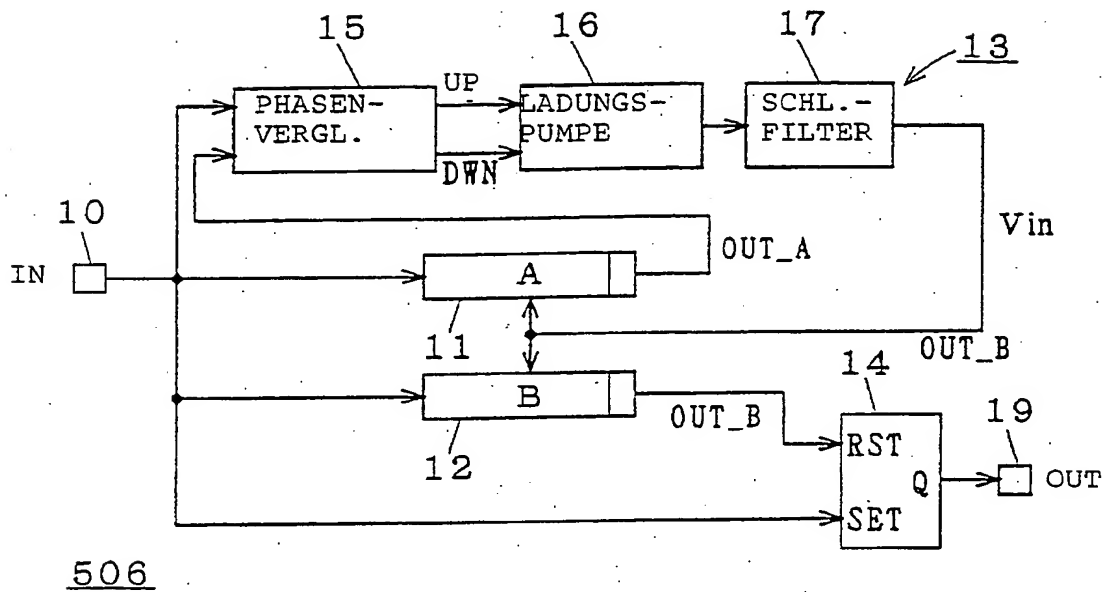 15
16
17
13
UP
PHASEN-
VERGL.
LADUNGS-
PUMPE
SCHL.-
FILTER
DWN
10
Vin
OUT_A
IN
A
11
OUT_B
14
B
OUT_B
19
12
RST
Q
OUT
SET
506